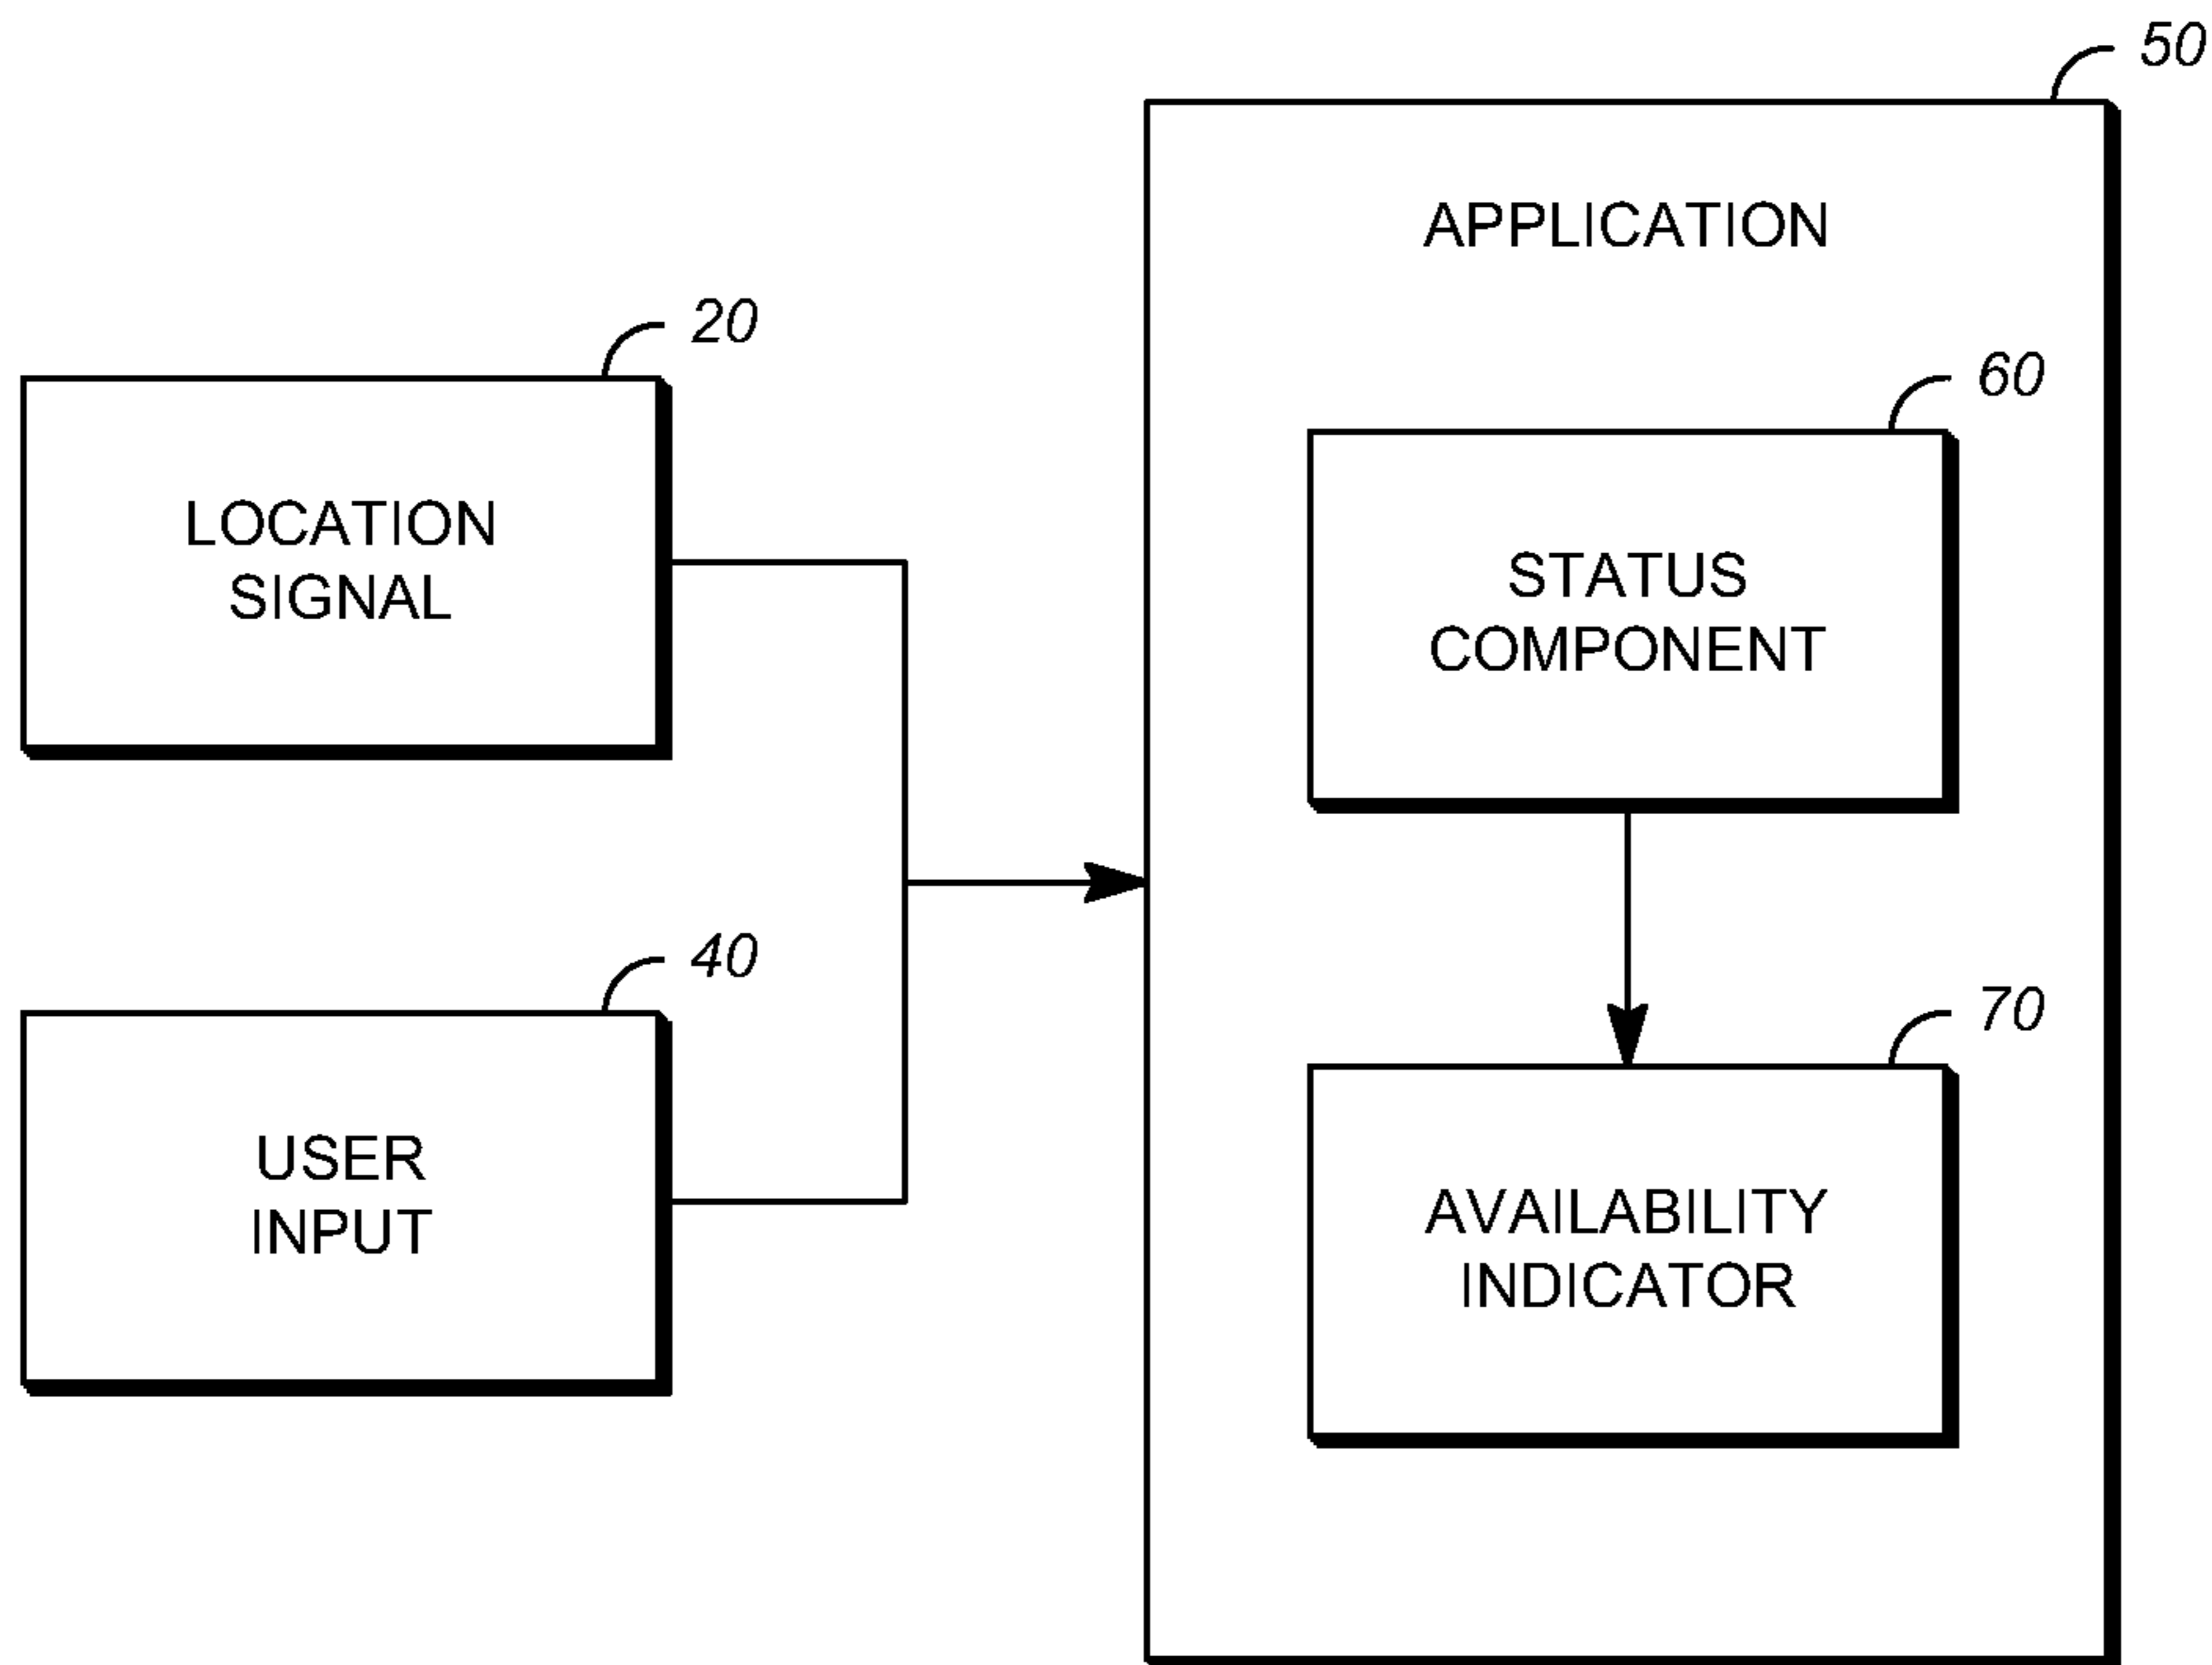 50
APPLICATION
20
LOCATION
SIGNAL
60
STATUS
COMPONENT
40
USER
INPUT
70
AVAILABILITY
INDICATOR